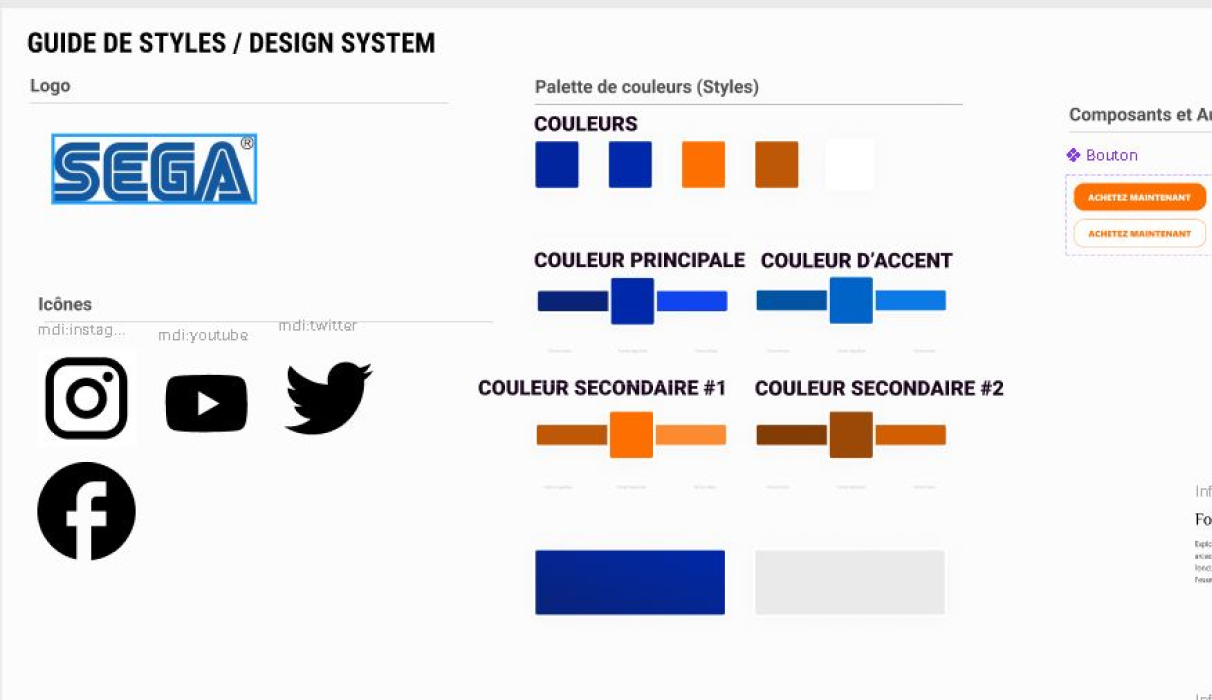 GUIDE DE STYLES / DESIGN SYSTEM
Logo
SEGA®
Icônes
mdi:instag...
mdi:youtube
mdi:twitter
Palette de couleurs (Styles)
COULEURS
COULEUR PRINCIPALE
COULEUR D'ACCENT
COULEUR SECONDAIRE #1
COULEUR SECONDAIRE #2
Composants et Au
Bouton
ACHETEZ MAINTENANT
ACHETEZ MAINTENANT
Inf
Fo